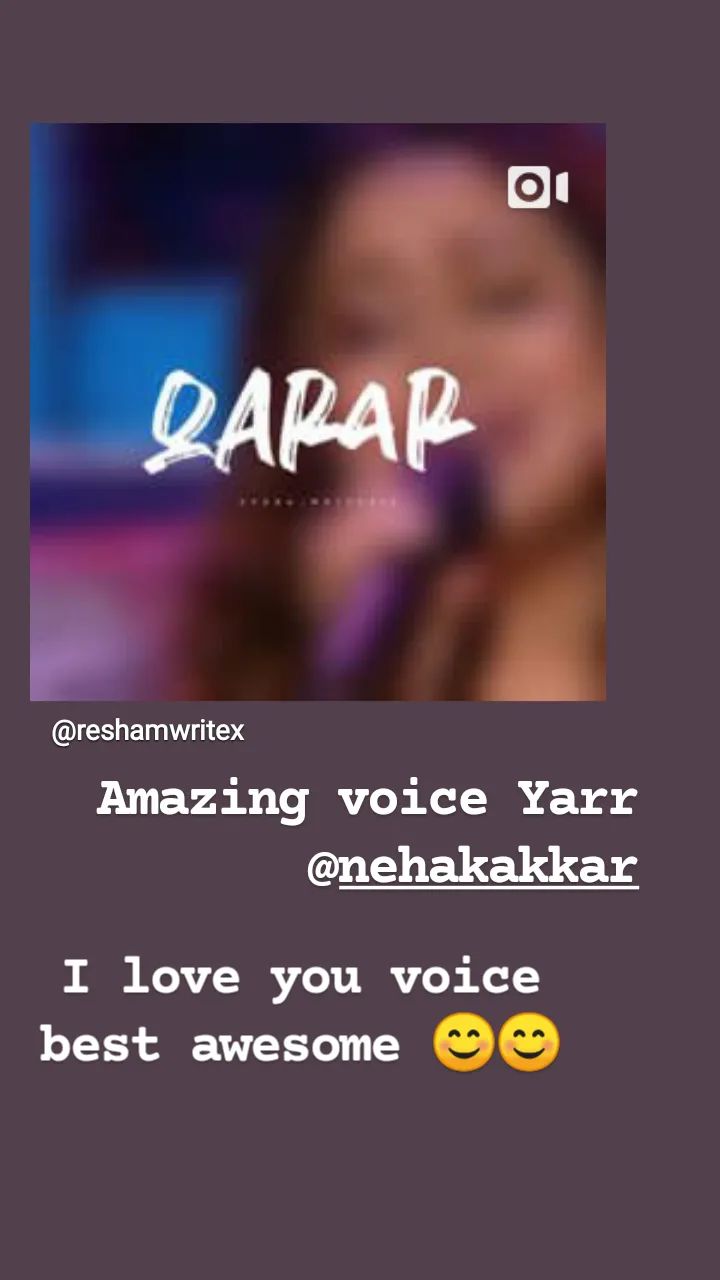 QARAR
@reshamwritex
Amazing voice Yarr
@nehakakkar
I love you voice
best awesome 😊😊